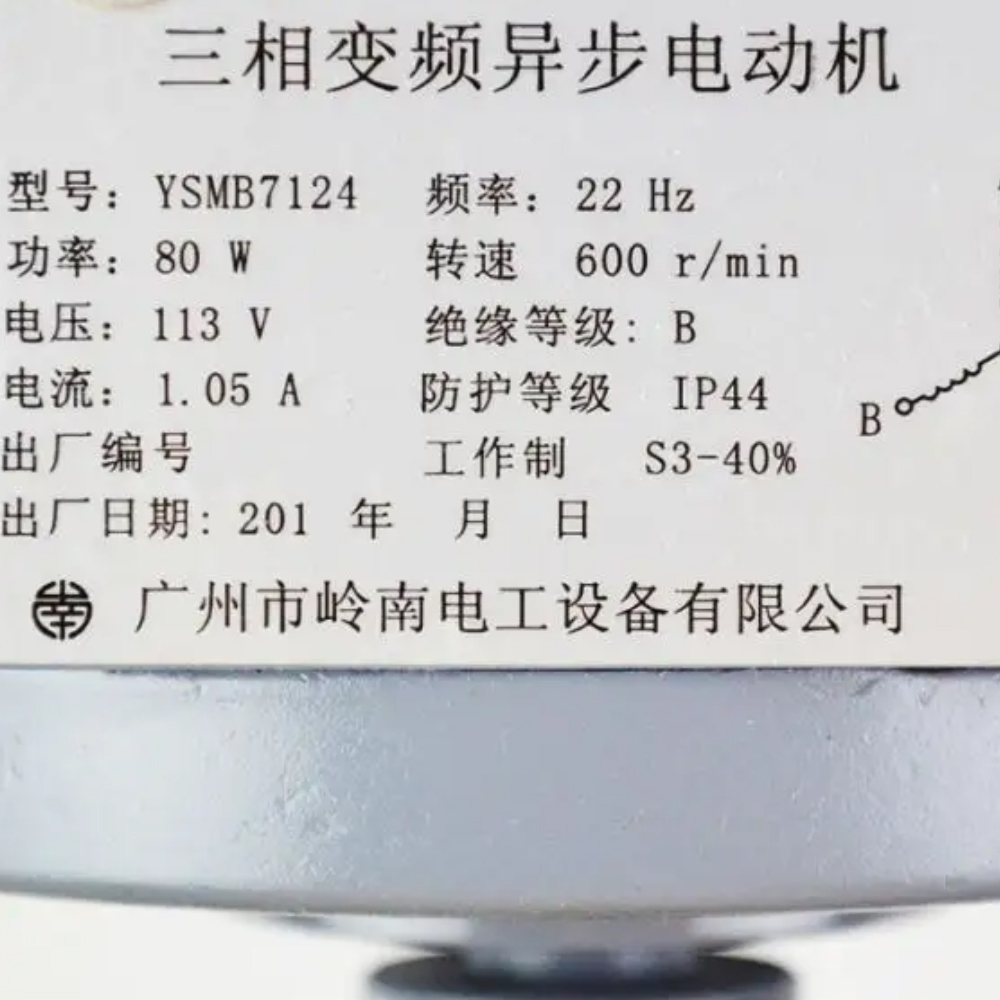 三相变频异步电动机
型号: YSMB7124 频率: 22 Hz
功率: 80 W 转速 600 r/min
电压: 113 V 绝缘等级: B
电流: 1.05 A 防护等级 IP44
B
出厂编号 工作制 S3-40%
出厂日期: 201 年 月 日
广州市岭南电工设备有限公司